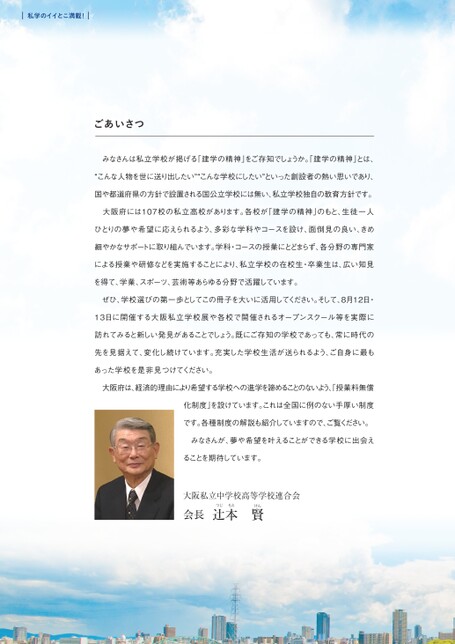 私学のイイとこ満載！
ごあいさつ
みなさんは私立学校が掲げる「建学の精神」をご存知でしょうか。「建学の精神」とは、
“こんな人物を世に送り出したい”“こんな学校にしたい”といった創設者の熱い思いであり、
国や都道府県の方針で設置される国公立学校には無い、私立学校独自の教育方針です。
大阪府には107校の私立高校があります。各校が「建学の精神」のもと、生徒一人
ひとりの夢や希望に応えられるよう、多彩な学科やコースを設け、面倒見の良い、きめ
細やかなサポートに取り組んでいます。学科・コースの授業にとどまらず、各分野の専門家
による授業や研修などを実施することにより、私立学校の在校生・卒業生は、広い知見
を得て、学業、スポーツ、芸術等あらゆる分野で活躍しています。
ぜひ、学校選びの第一歩としてこの冊子を大いに活用してください。そして、8月12日・
13日に開催する大阪私立学校展や各校で開催されるオープンスクール等を実際に
訪れてみると新しい発見があることでしょう。既にご存知の学校であっても、常に時代の
先を見据えて、変化し続けています。充実した学校生活が送られるよう、ご自身に最も
あった学校を是非見つけてください。
大阪府は、経済的理由により希望する学校への進学を諦めることのないよう、「授業料無償
化制度」を設けています。これは全国に例のない手厚い制度
です。各種制度の解説も紹介していますので、ご覧ください。
みなさんが、夢や希望を叶えることができる学校に出会え
ることを期待しています。
大阪私立中学校高等学校連合会
つじ もと けん
会長 辻本 賢